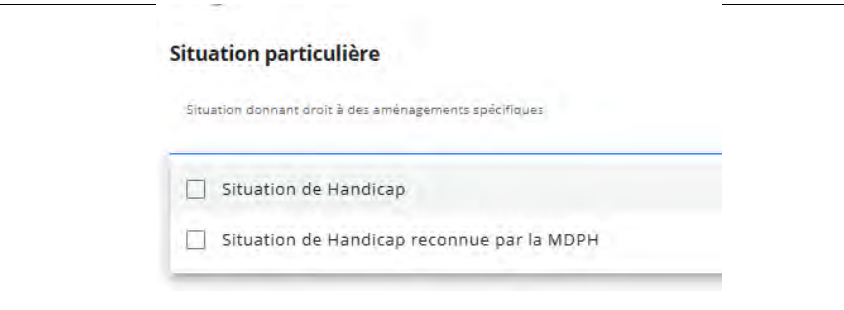 Situation particulière
Situation donnant droit à des aménagements spécifiques
Situation de Handicap
Situation de Handicap reconnue par la MDPH